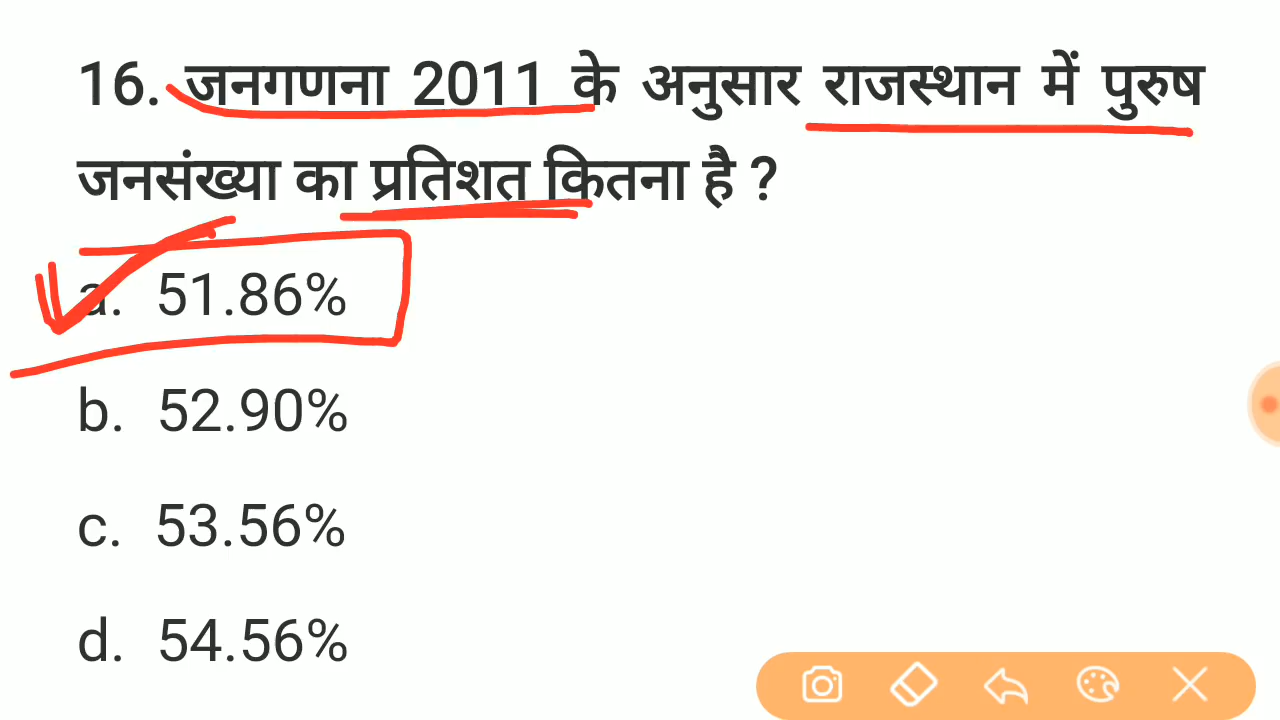 16. जनगणना 2011 के अनुसार राजस्थान में पुरुष
जनसंख्या का प्रतिशत कितना है ?
a. 51.86%
b. 52.90%
c. 53.56%
d. 54.56%